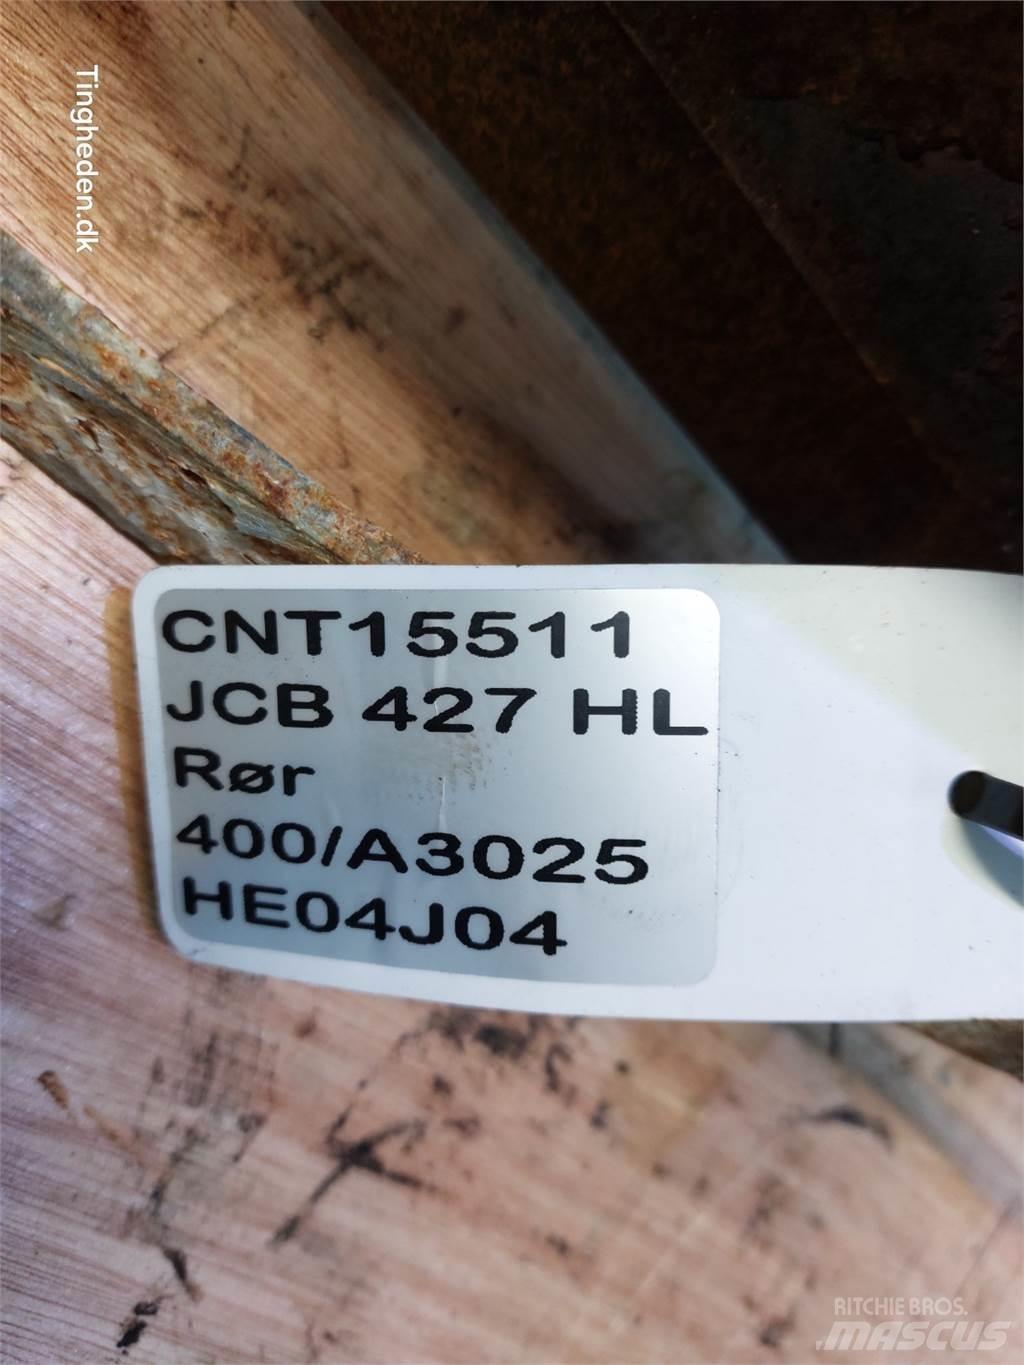 Tingheden.dk
CNT15511
JCB 427 HL
Rør
400/A3025
HE04J04
RITCHIE BROS.
MASCUS